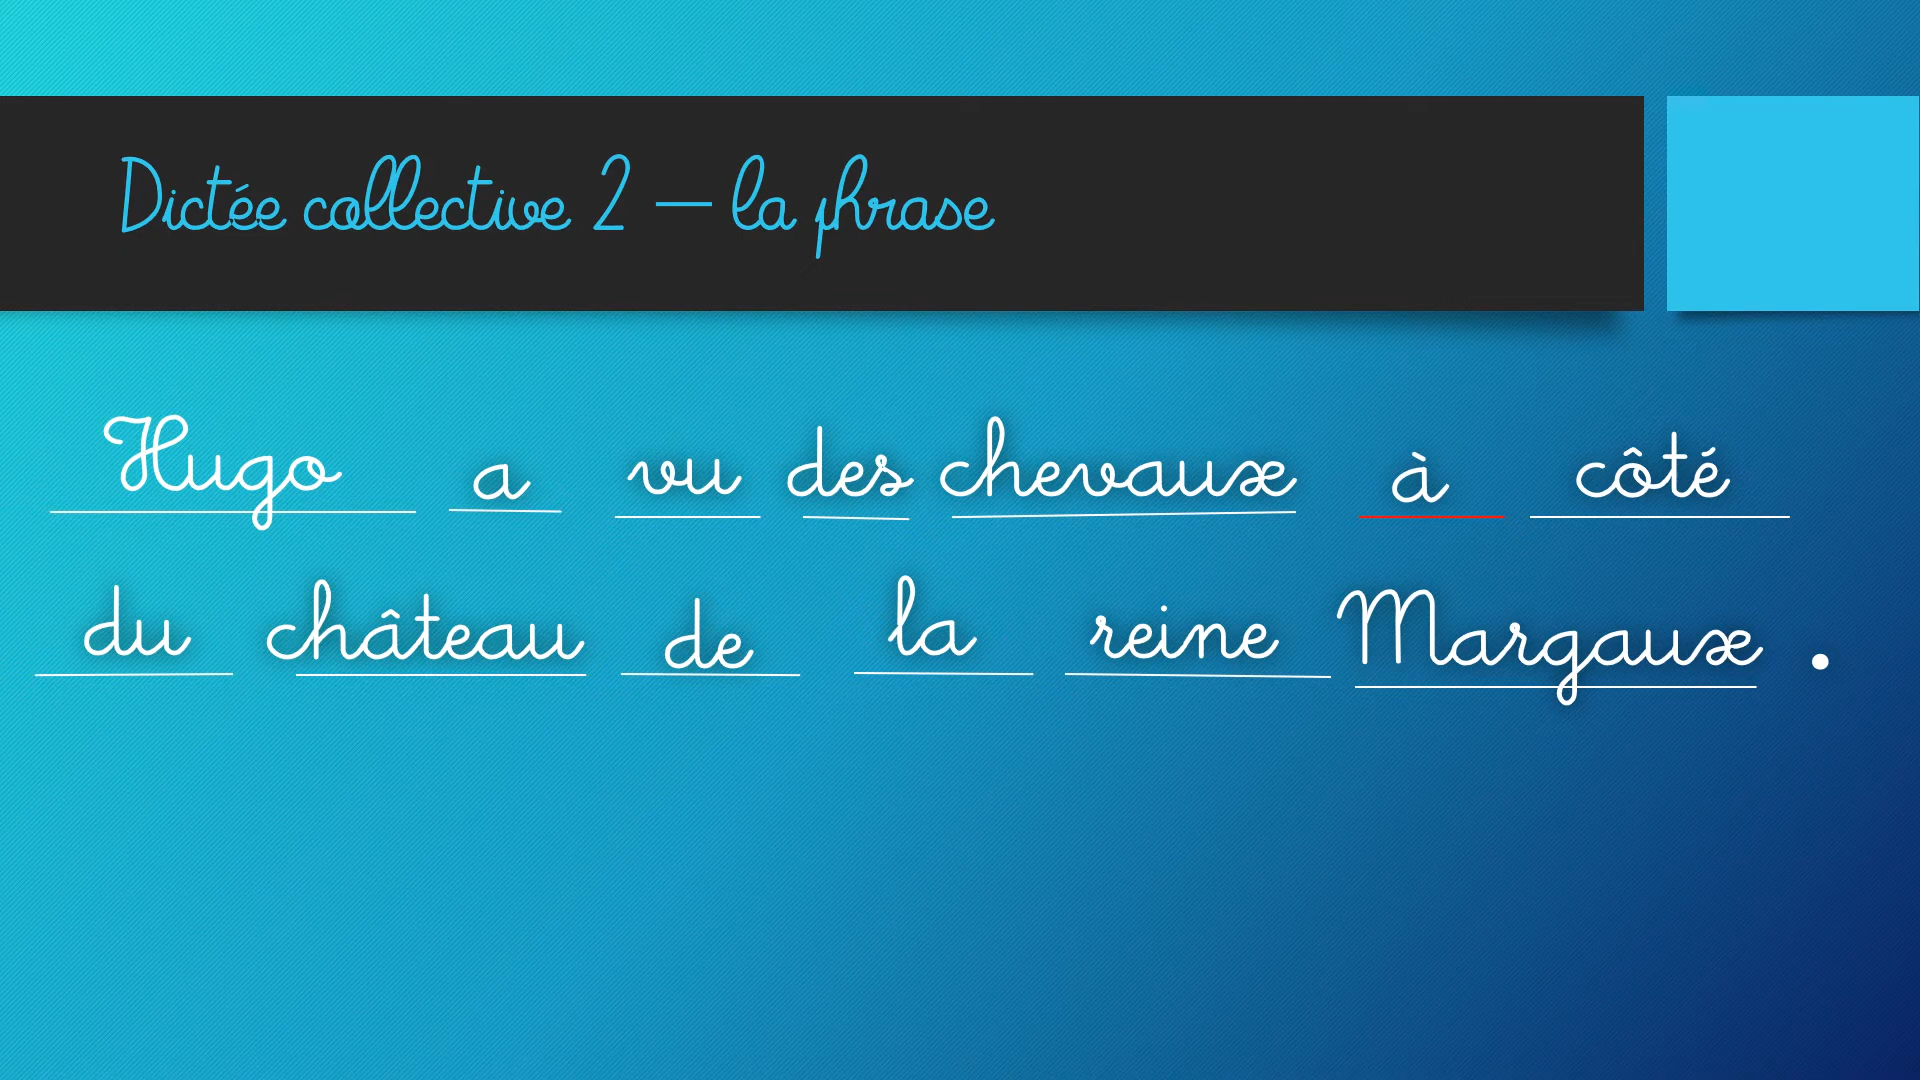 Dictée collective 2 – la phrase
Hugo a vu des chevaux à côté
du château de la reine Margaux .